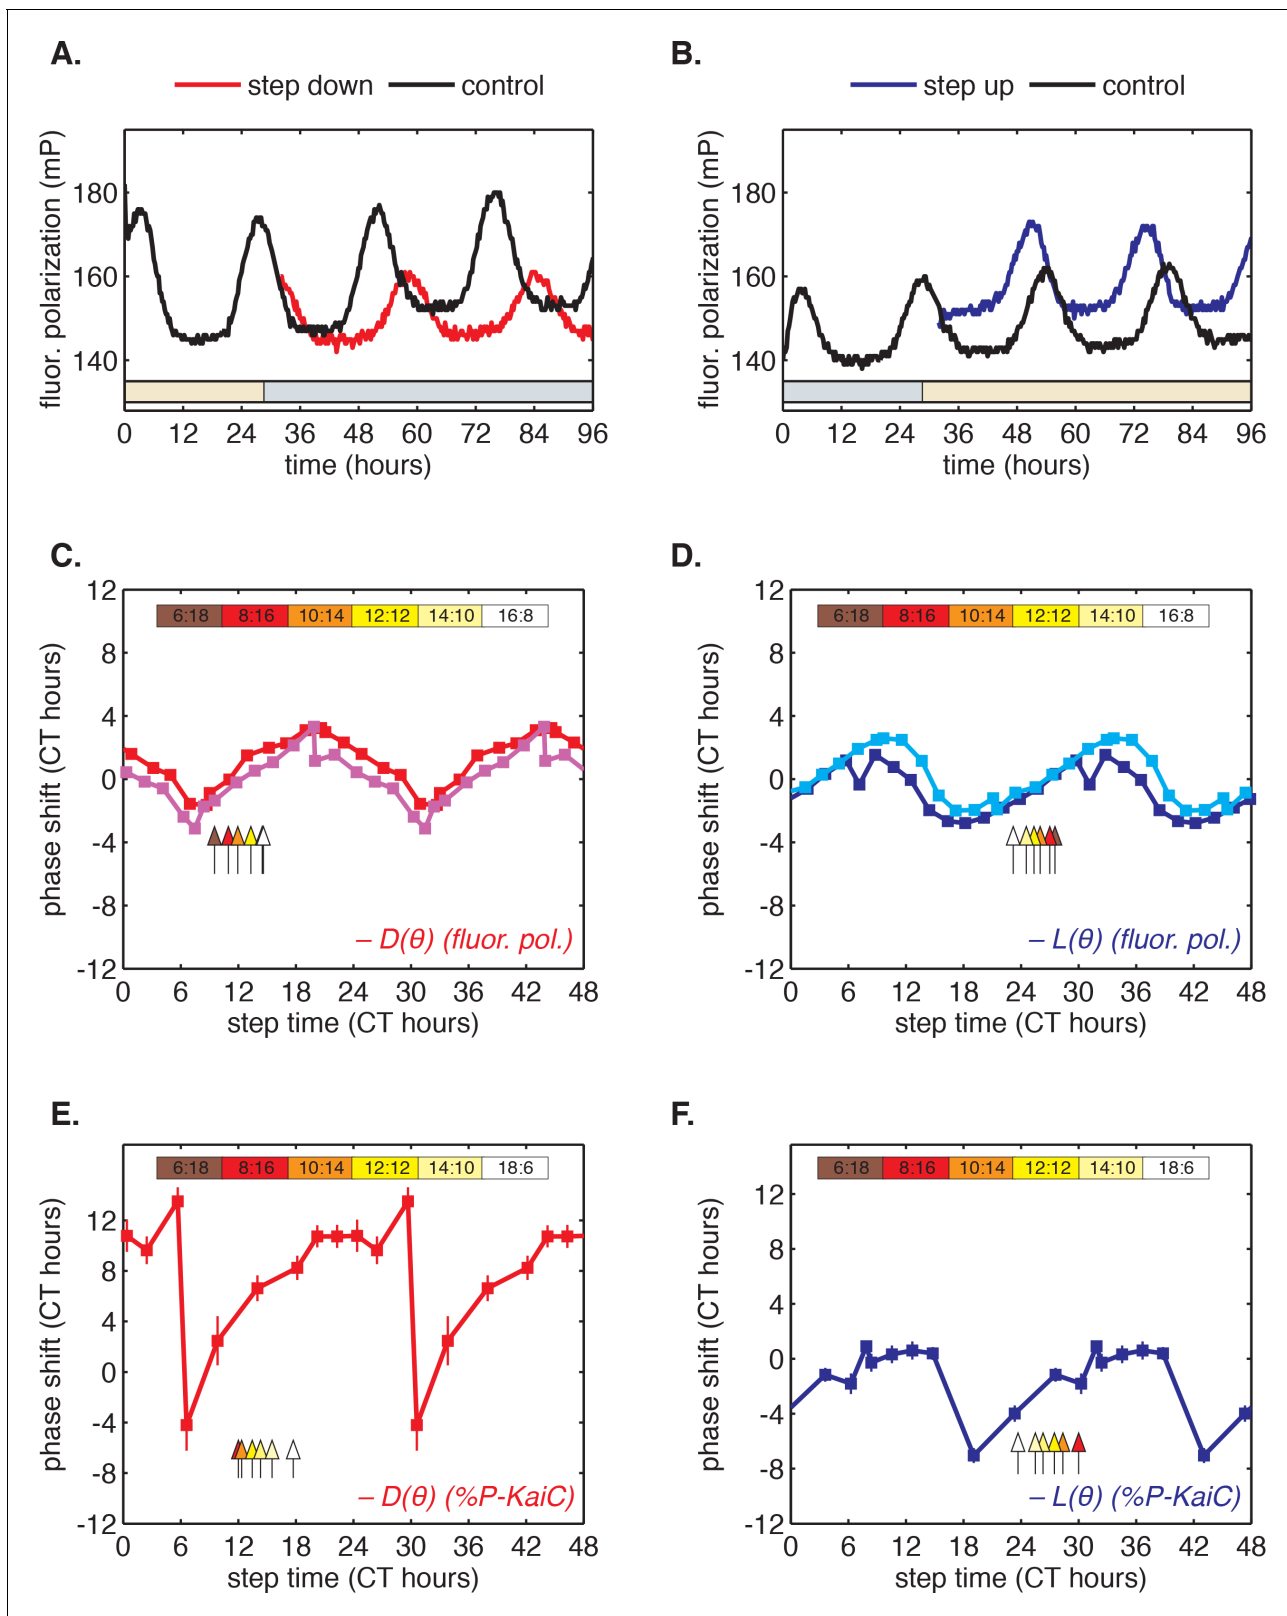 A.
step down control
fluor. polarization (mP)
180
160
140
0 12 24 36 48 60 72 84 96
time (hours)
B.
step up control
fluor. polarization (mP)
180
160
140
0 12 24 36 48 60 72 84 96
time (hours)
C.
phase shift (CT hours)
12
8
4
0
-4
-8
-12
6:18 8:16 10:14 12:12 14:10 16:8
– D(θ) (fluor. pol.)
0 6 12 18 24 30 36 42 48
step time (CT hours)
D.
phase shift (CT hours)
12
8
4
0
-4
-8
-12
6:18 8:16 10:14 12:12 14:10 16:8
– L(θ) (fluor. pol.)
0 6 12 18 24 30 36 42 48
step time (CT hours)
E.
phase shift (CT hours)
12
8
4
0
-4
-8
-12
6:18 8:16 10:14 12:12 14:10 18:6
– D(θ) (%P-KaiC)
0 6 12 18 24 30 36 42 48
step time (CT hours)
F.
phase shift (CT hours)
12
8
4
0
-4
-8
-12
6:18 8:16 10:14 12:12 14:10 18:6
– L(θ) (%P-KaiC)
0 6 12 18 24 30 36 42 48
step time (CT hours)